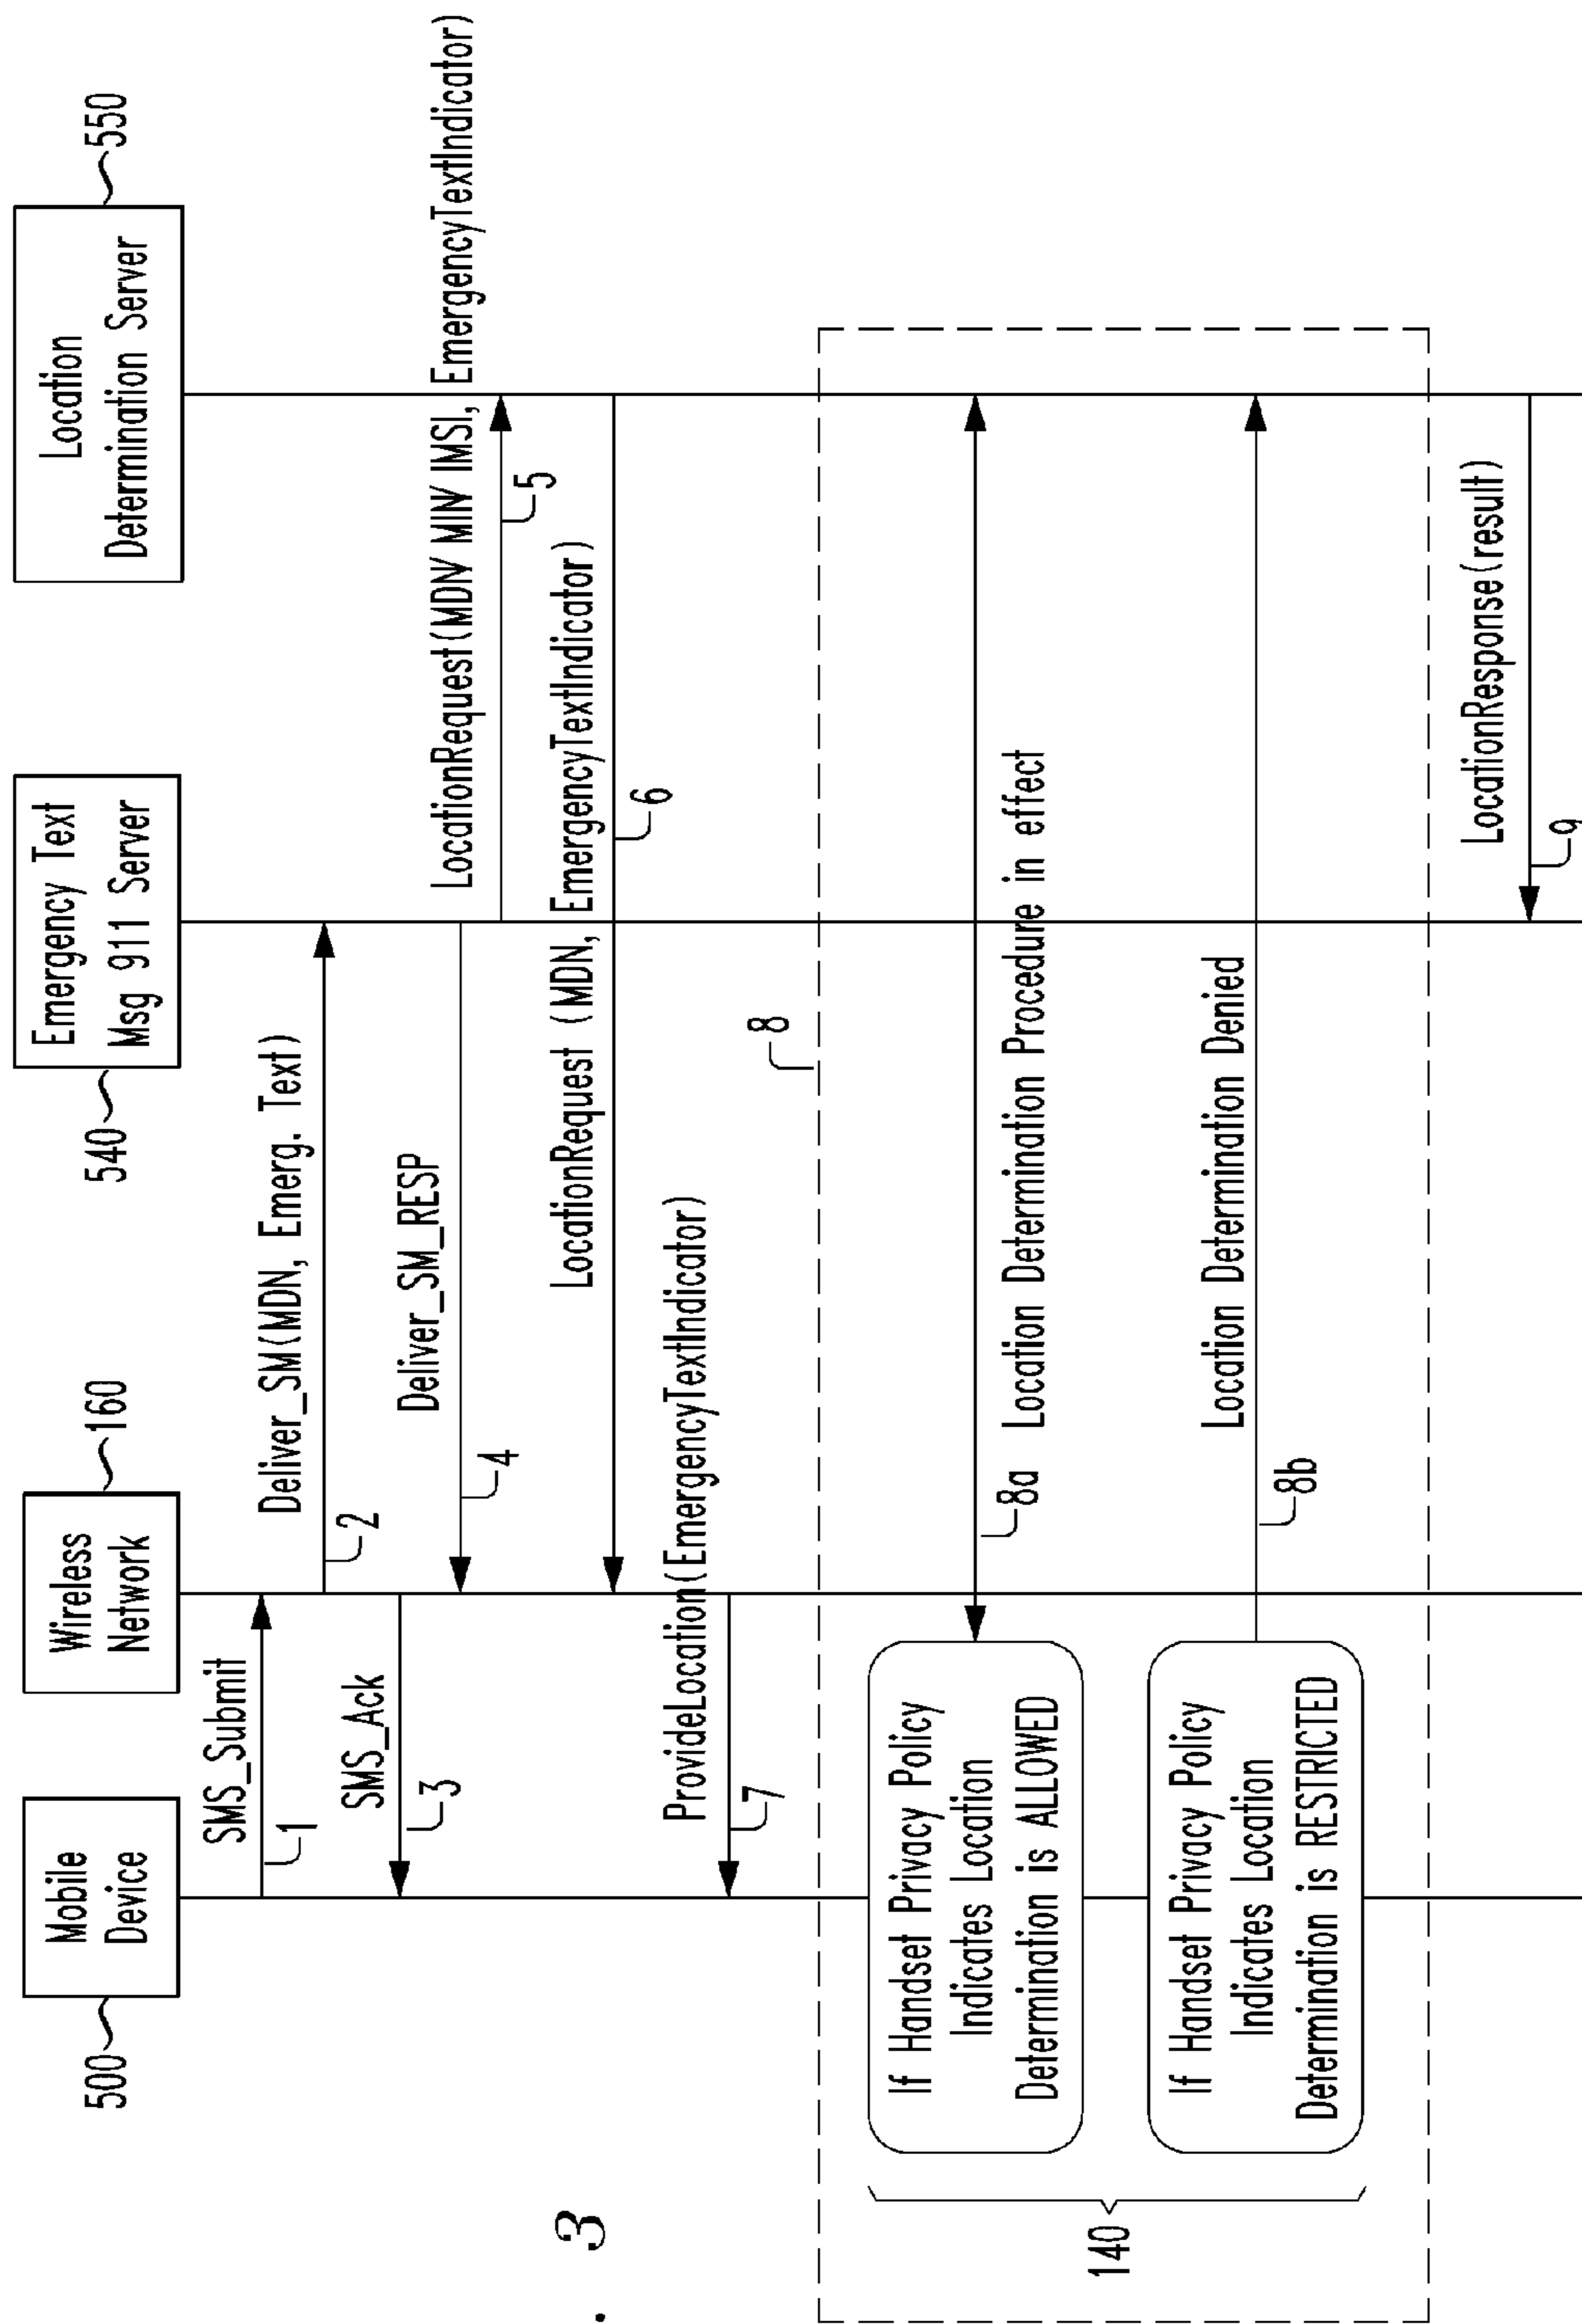 Mobile
Device
500
Wireless
Network
160
Emergency Text
Msg 911 Server
540
Location
Determination Server
550
SMS_Submit
1
Deliver_SM(MDN, Emerg. Text)
2
SMS_Ack
3
Deliver_SM_RESP
4
LocationRequest(MDN/ MIN/ IMSI, EmergencyTextIndicator)
5
LocationRequest (MDN, EmergencyTextIndicator)
6
ProvideLocation(EmergencyTextIndicator)
7
8
If Handset Privacy Policy
Indicates Location
Determination is ALLOWED
8a
Location Determination Procedure in effect
If Handset Privacy Policy
Indicates Location
Determination is RESTRICTED
8b
Location Determination Denied
140
LocationResponse(result)
9
. 3